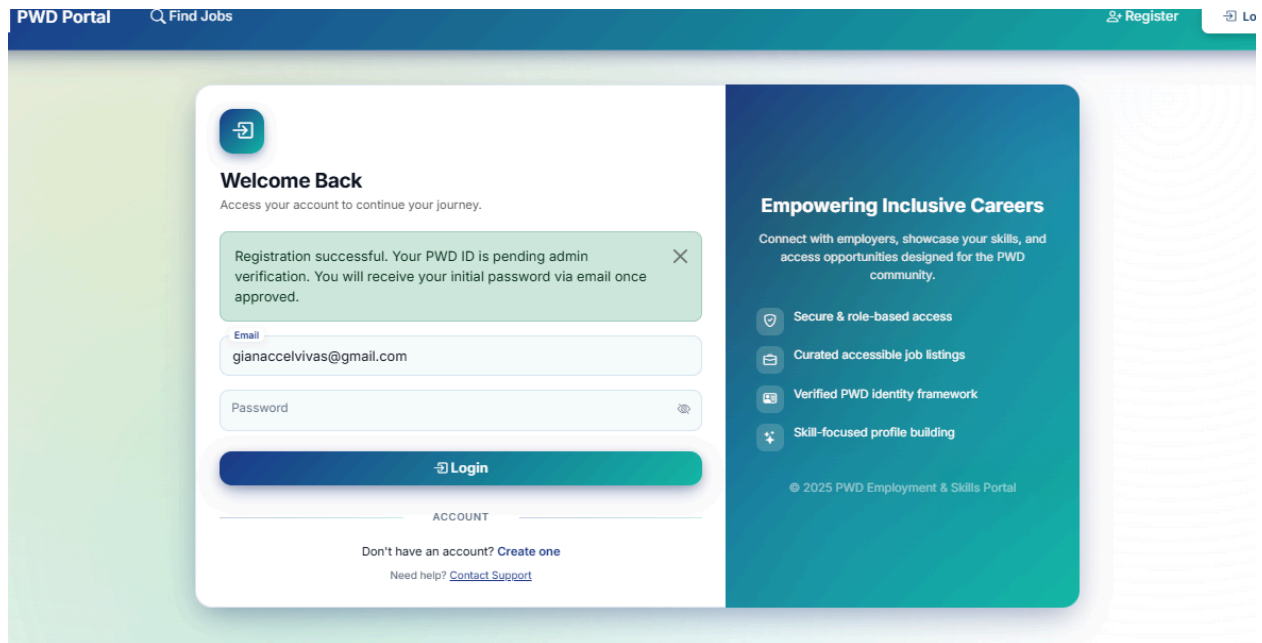 PWD Portal
Find Jobs
Register
Lo
Welcome Back
Access your account to continue your journey.
Registration successful. Your PWD ID is pending admin
verification. You will receive your initial password via email once
approved.
Email
gianaccelvivas@gmail.com
Password
Login
ACCOUNT
Don't have an account? Create one
Need help? Contact Support
Empowering Inclusive Careers
Connect with employers, showcase your skills, and
access opportunities designed for the PWD
community.
Secure & role-based access
Curated accessible job listings
Verified PWD identity framework
Skill-focused profile building
© 2025 PWD Employment & Skills Portal